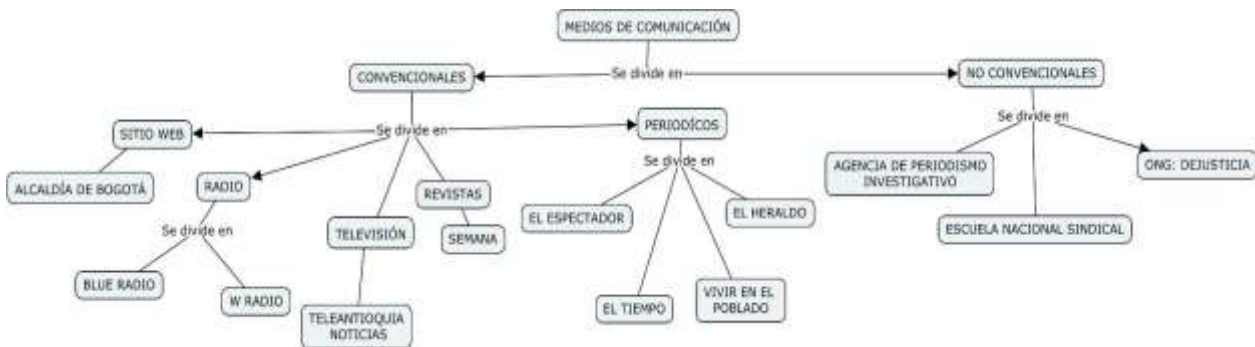 MEDIOS DE COMUNICACIÓN
Se divide en
CONVENCIONALES
NO CONVENCIONALES
Se divide en
SITIO WEB
PERIODÍCOS
Se divide en
ALCALDÍA DE BOGOTÁ
RADIO
REVISTAS
Se divide en
AGENCIA DE PERIODISMO
INVESTIGATIVO
ONG: DEJUSTICIA
Se divide en
TELEVISIÓN
SEMANA
EL ESPECTADOR
EL HERALDO
ESCUELA NACIONAL SINDICAL
BLUE RADIO
W RADIO
TELEANTIOQUIA
NOTICIAS
EL TIEMPO
VIVIR EN EL
POBLADO